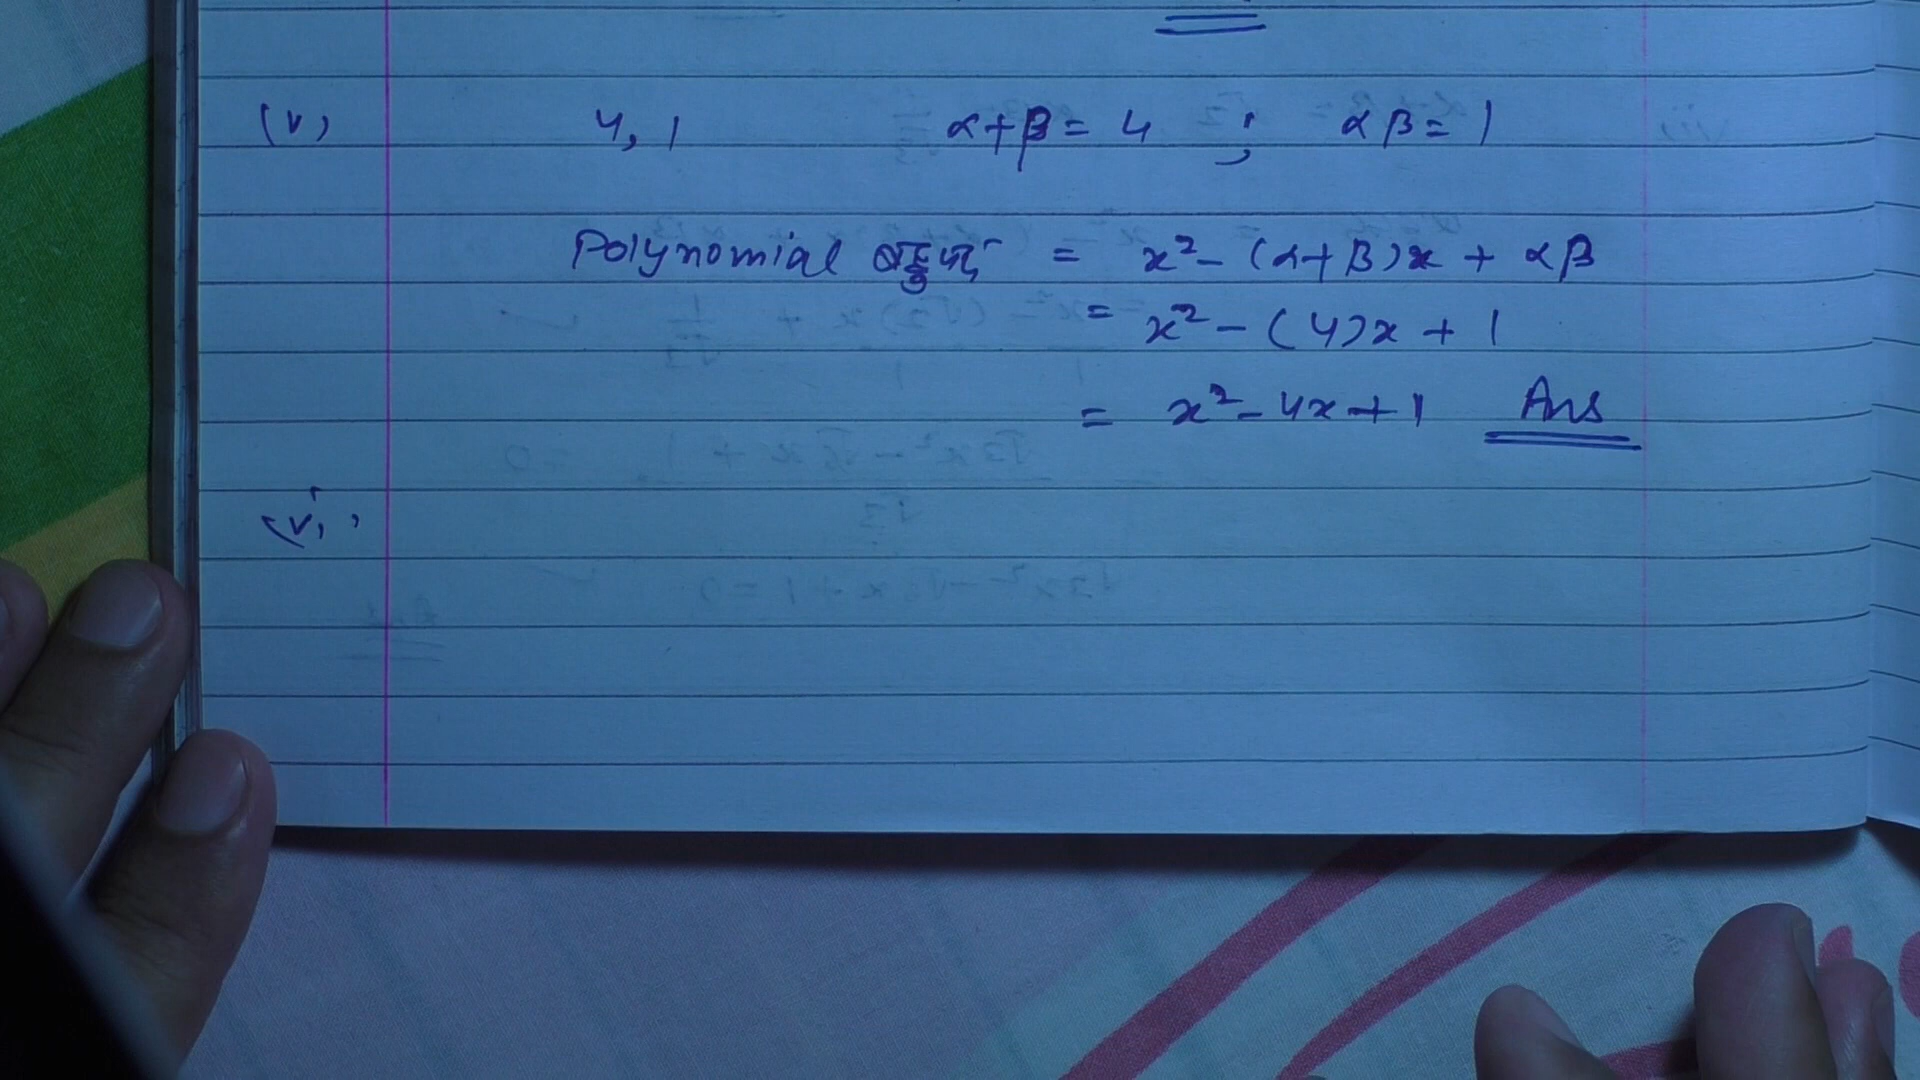 (v) 4, 1 α+β = 4 ; αβ = 1
Polynomial बहुपद = x² - (α+β)x + αβ
= x² - (4)x + 1
= x² - 4x + 1 Ans
(vi)